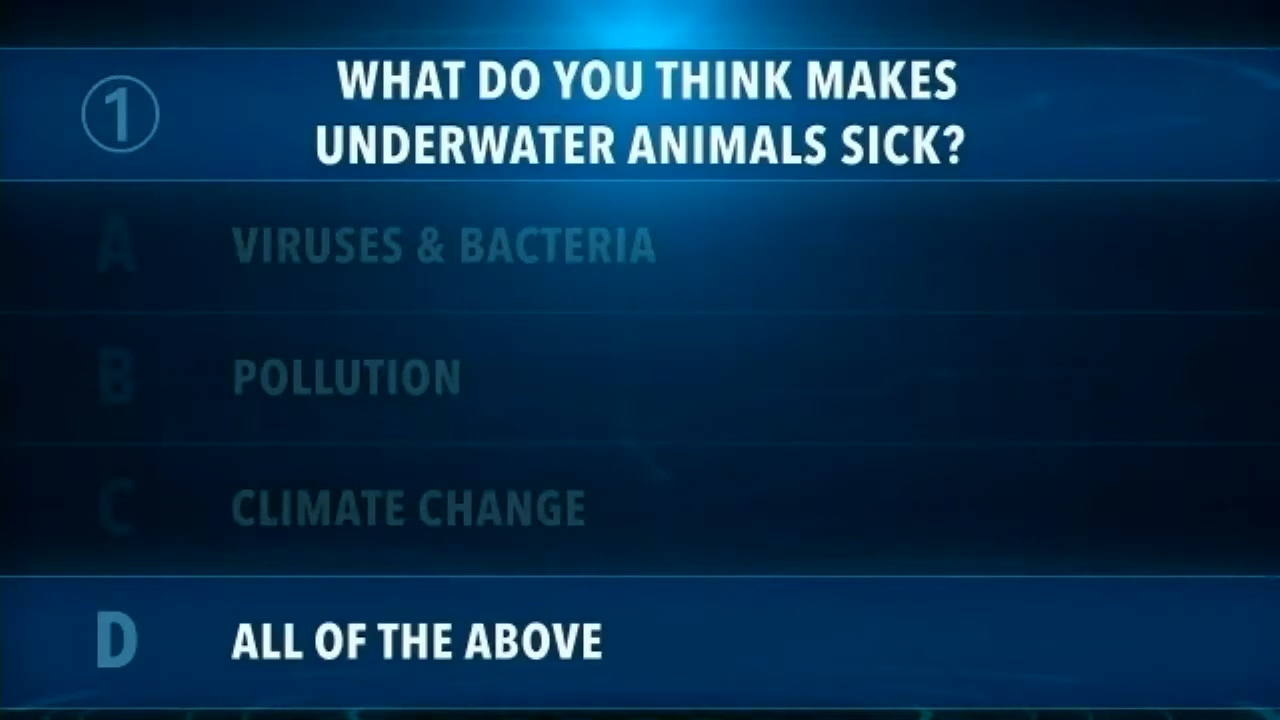 1
WHAT DO YOU THINK MAKES
UNDERWATER ANIMALS SICK?
A VIRUSES & BACTERIA
B POLLUTION
C CLIMATE CHANGE
D ALL OF THE ABOVE